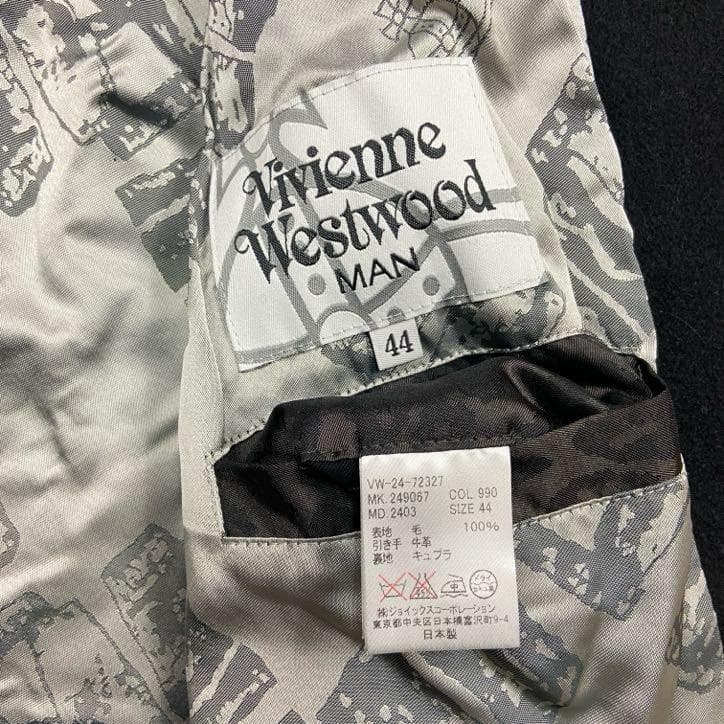 Vivienne
Westwood
MAN
44
VW-24-72327
MK.249067 COL.990
MD.2403 SIZE 44
表地 毛 100%
引き手 牛革
裏地 キュプラ
㈱ジョイックスコーポレーション
東京都中央区日本橋富沢町9-4
日本製